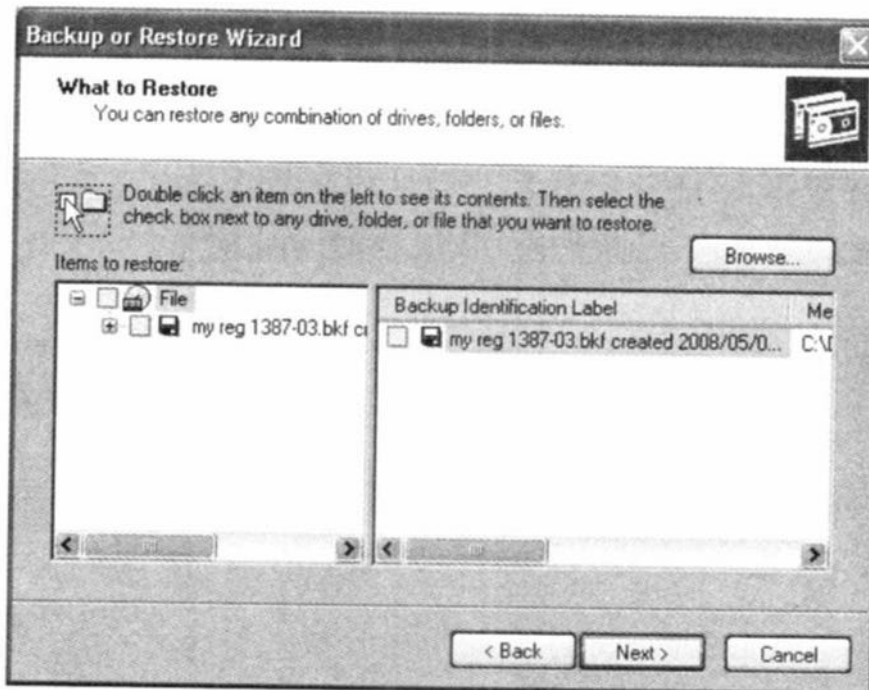 Backup or Restore Wizard
What to Restore
You can restore any combination of drives, folders, or files.
Double click an item on the left to see its contents. Then select the
check box next to any drive, folder, or file that you want to restore.
Browse...
Items to restore:
File
my reg 1387-03.bkf
Backup Identification Label
Me
my reg 1387-03.bkf created 2008/05/0...
C:\D
< Back
Next >
Cancel